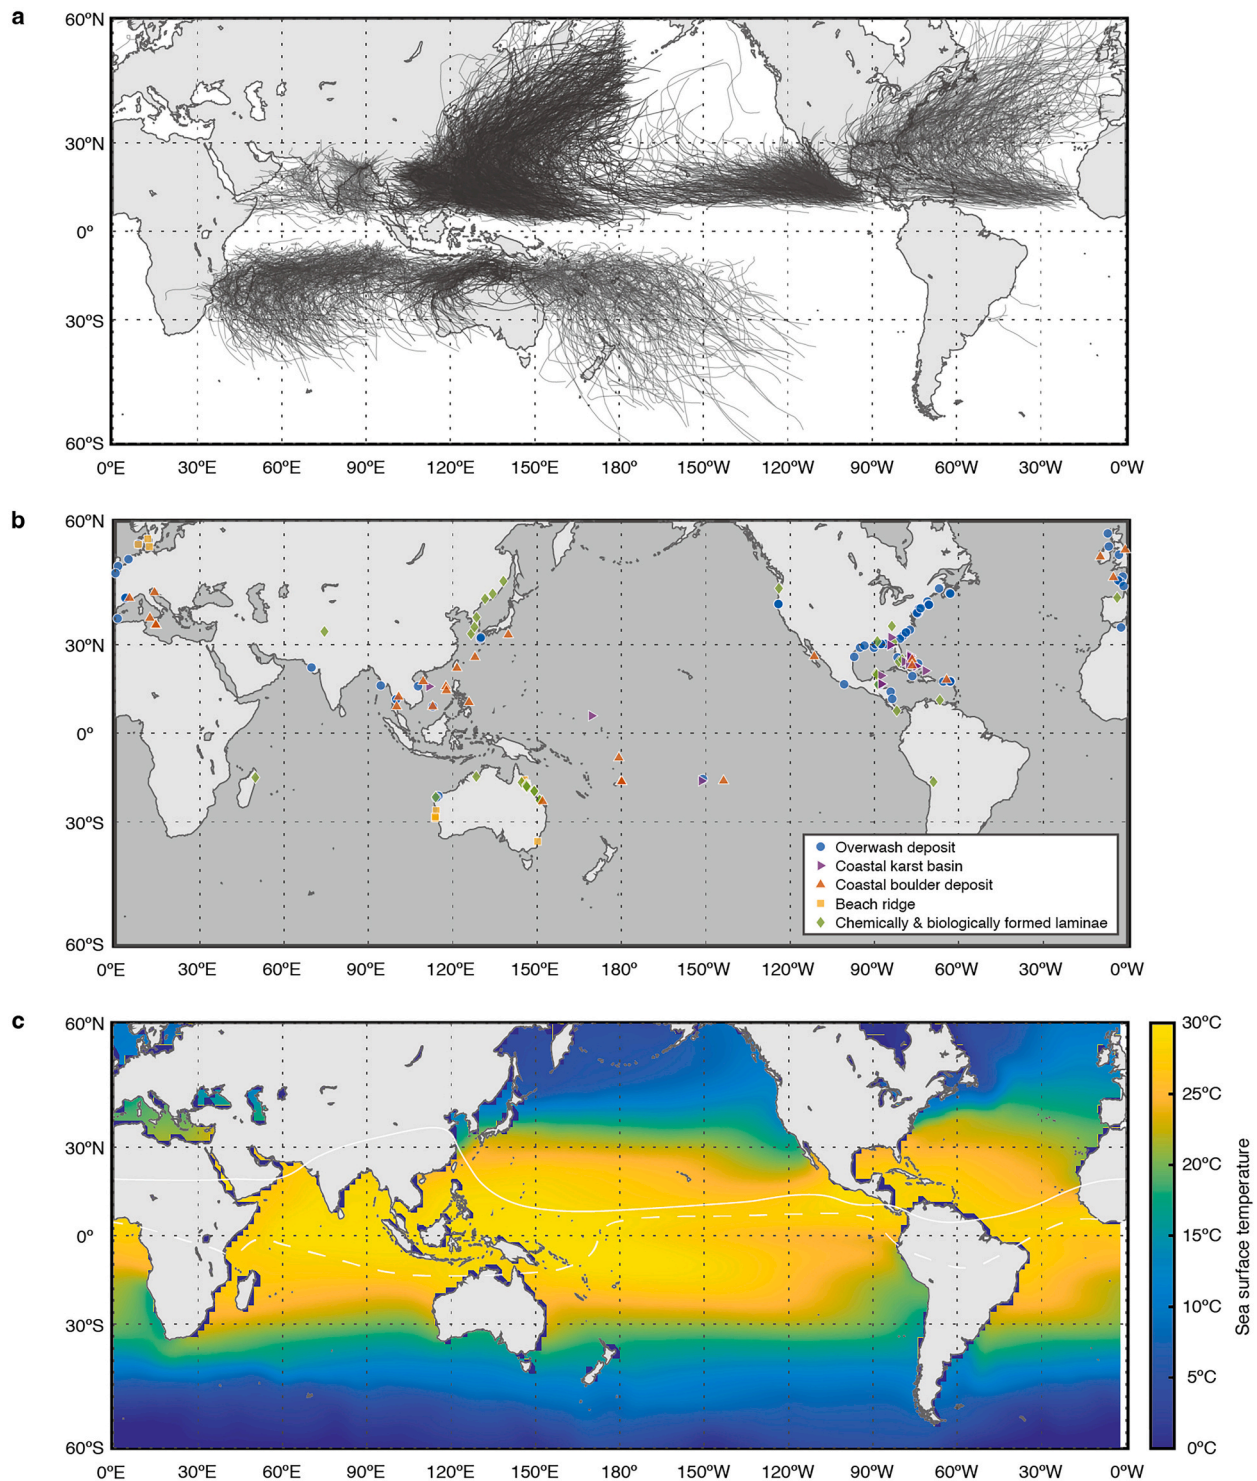 a
60ºN
30ºN
0º
30ºS
60ºS
0ºE 30ºE 60ºE 90ºE 120ºE 150ºE 180º 150ºW 120ºW 90ºW 60ºW 30ºW 0ºW
b
60ºN
30ºN
0º
30ºS
60ºS
Overwash deposit
Coastal karst basin
Coastal boulder deposit
Beach ridge
Chemically & biologically formed laminae
0ºE 30ºE 60ºE 90ºE 120ºE 150ºE 180º 150ºW 120ºW 90ºW 60ºW 30ºW 0ºW
c
60ºN
30ºN
0º
30ºS
60ºS
0ºE 30ºE 60ºE 90ºE 120ºE 150ºE 180º 150ºW 120ºW 90ºW 60ºW 30ºW 0ºW
30ºC
25ºC
20ºC
15ºC
10ºC
5ºC
0ºC
Sea surface temperature